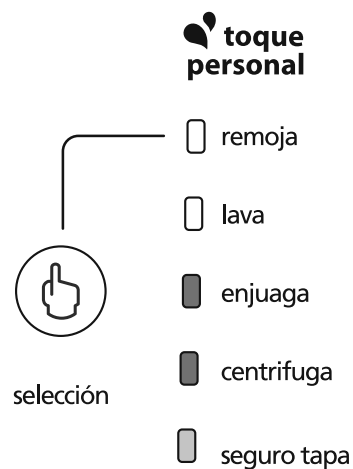 toque
personal
remoja
lava
enjuaga
centrifuga
selección
seguro tapa